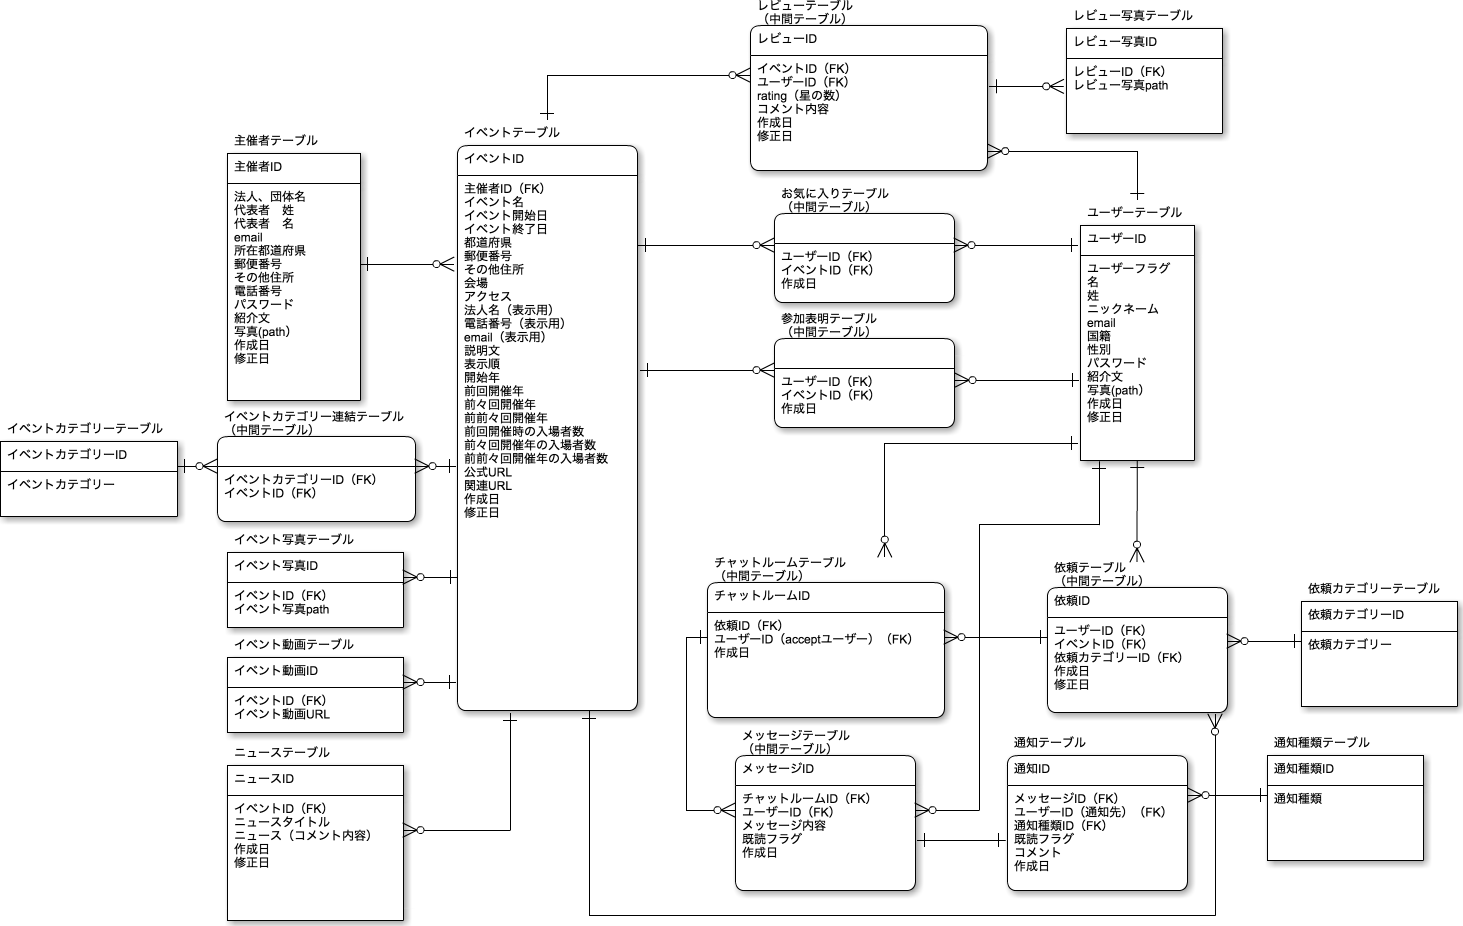 レビューテーブル
（中間テーブル）
レビューID
イベントID（FK）
ユーザーID（FK）
rating（星の数）
コメント内容
作成日
修正日
レビュー写真テーブル
レビュー写真ID
レビューID（FK）
レビュー写真path
主催者テーブル
主催者ID
法人、団体名
代表者　姓
代表者　名
email
所在都道府県
郵便番号
その他住所
電話番号
パスワード
紹介文
写真(path）
作成日
修正日
イベントテーブル
イベントID
主催者ID（FK）
イベント名
イベント開始日
イベント終了日
都道府県
郵便番号
その他住所
会場
アクセス
法人名（表示用）
電話番号（表示用）
email（表示用）
説明文
表示順
開始年
前回開催年
前々回開催年
前前々回開催年
前回開催時の入場者数
前々回開催年の入場者数
前前々回開催年の入場者数
公式URL
関連URL
作成日
修正日
お気に入りテーブル
（中間テーブル）
ユーザーID（FK）
イベントID（FK）
作成日
参加表明テーブル
（中間テーブル）
ユーザーID（FK）
イベントID（FK）
作成日
ユーザーテーブル
ユーザーID
ユーザーフラグ
名
姓
ニックネーム
email
国籍
性別
パスワード
紹介文
写真(path）
作成日
修正日
イベントカテゴリーテーブル
イベントカテゴリーID
イベントカテゴリー
イベントカテゴリー連結テーブル
（中間テーブル）
イベントカテゴリーID（FK）
イベントID（FK）
イベント写真テーブル
イベント写真ID
イベントID（FK）
イベント写真path
イベント動画テーブル
イベント動画ID
イベントID（FK）
イベント動画URL
ニューステーブル
ニュースID
イベントID（FK）
ニュースタイトル
ニュース（コメント内容）
作成日
修正日
チャットルームテーブル
（中間テーブル）
チャットルームID
依頼ID（FK）
ユーザーID（acceptユーザー）（FK）
作成日
依頼テーブル
（中間テーブル）
依頼ID
ユーザーID（FK）
イベントID（FK）
依頼カテゴリーID（FK）
作成日
修正日
依頼カテゴリーテーブル
依頼カテゴリーID
依頼カテゴリー
メッセージテーブル
（中間テーブル）
メッセージID
チャットルームID（FK）
ユーザーID（FK）
メッセージ内容
既読フラグ
作成日
通知テーブル
通知ID
メッセージID（FK）
ユーザーID（通知先）（FK）
通知種類ID（FK）
既読フラグ
コメント
作成日
通知種類テーブル
通知種類ID
通知種類